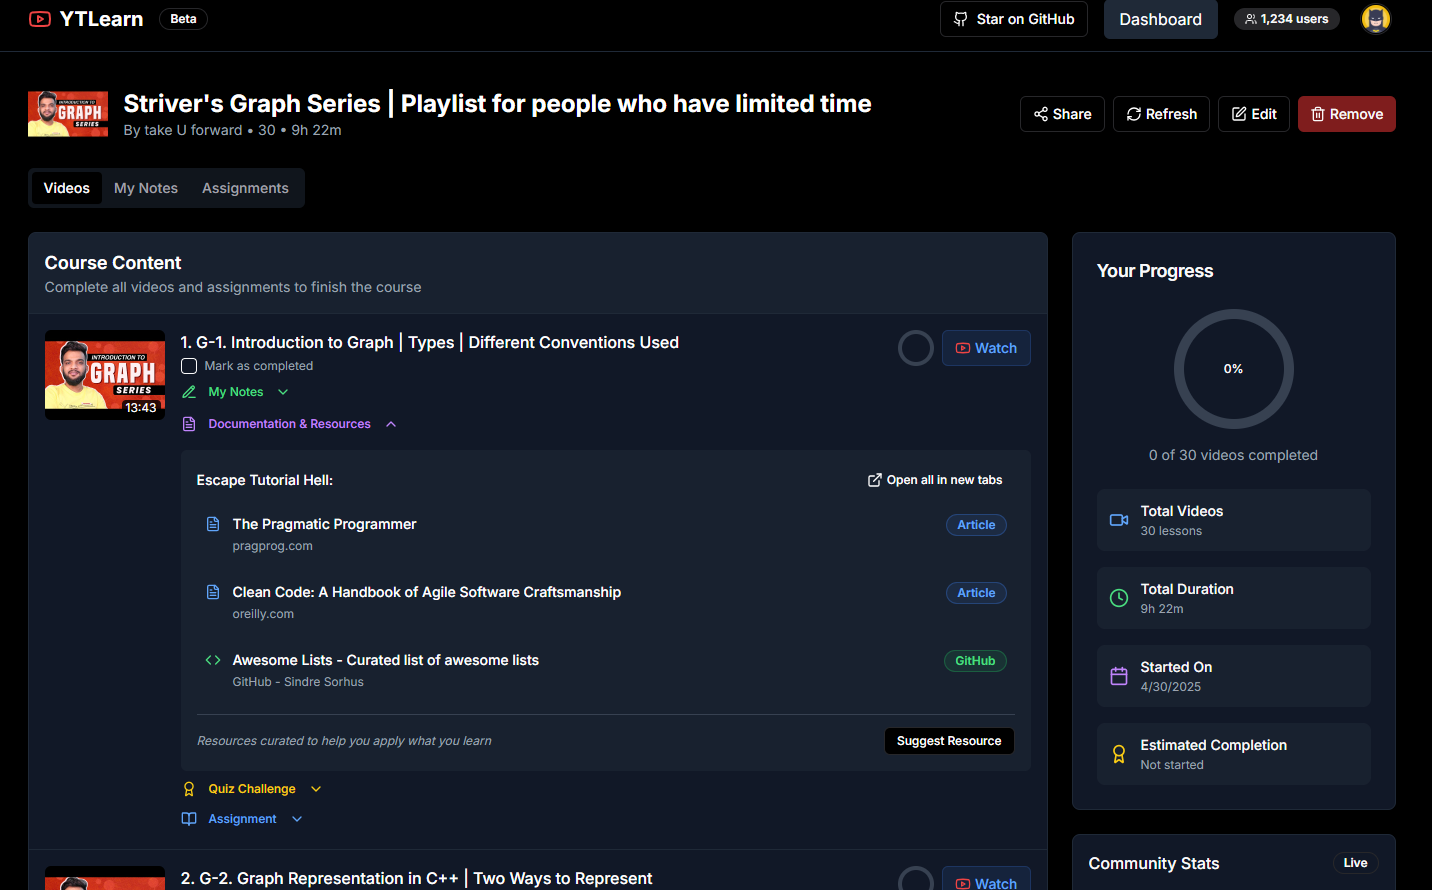 YTLearn
Beta
Star on GitHub
Dashboard
1,234 users
INTRODUCTION TO
GRAPH
SERIES
Striver's Graph Series | Playlist for people who have limited time
By take U forward • 30 • 9h 22m
Share
Refresh
Edit
Remove
Videos
My Notes
Assignments
Course Content
Complete all videos and assignments to finish the course
INTRODUCTION TO
GRAPH
SERIES
13:43
1. G-1. Introduction to Graph | Types | Different Conventions Used
Mark as completed
My Notes
Documentation & Resources
Watch
Escape Tutorial Hell:
Open all in new tabs
The Pragmatic Programmer
pragprog.com
Article
Clean Code: A Handbook of Agile Software Craftsmanship
oreilly.com
Article
Awesome Lists - Curated list of awesome lists
GitHub - Sindre Sorhus
GitHub
Resources curated to help you apply what you learn
Suggest Resource
Quiz Challenge
Assignment
2. G-2. Graph Representation in C++ | Two Ways to Represent
Watch
Your Progress
0%
0 of 30 videos completed
Total Videos
30 lessons
Total Duration
9h 22m
Started On
4/30/2025
Estimated Completion
Not started
Community Stats
Live